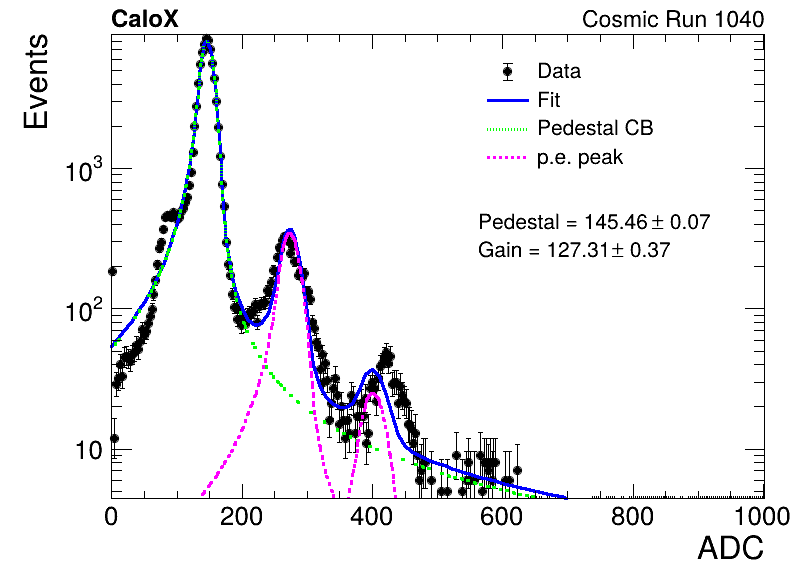 CaloX Cosmic Run 1040
Events
Data
Fit
Pedestal CB
p.e. peak
Pedestal = 145.46± 0.07
Gain = 127.31± 0.37
10³
10²
10
0 200 400 600 800 1000
ADC